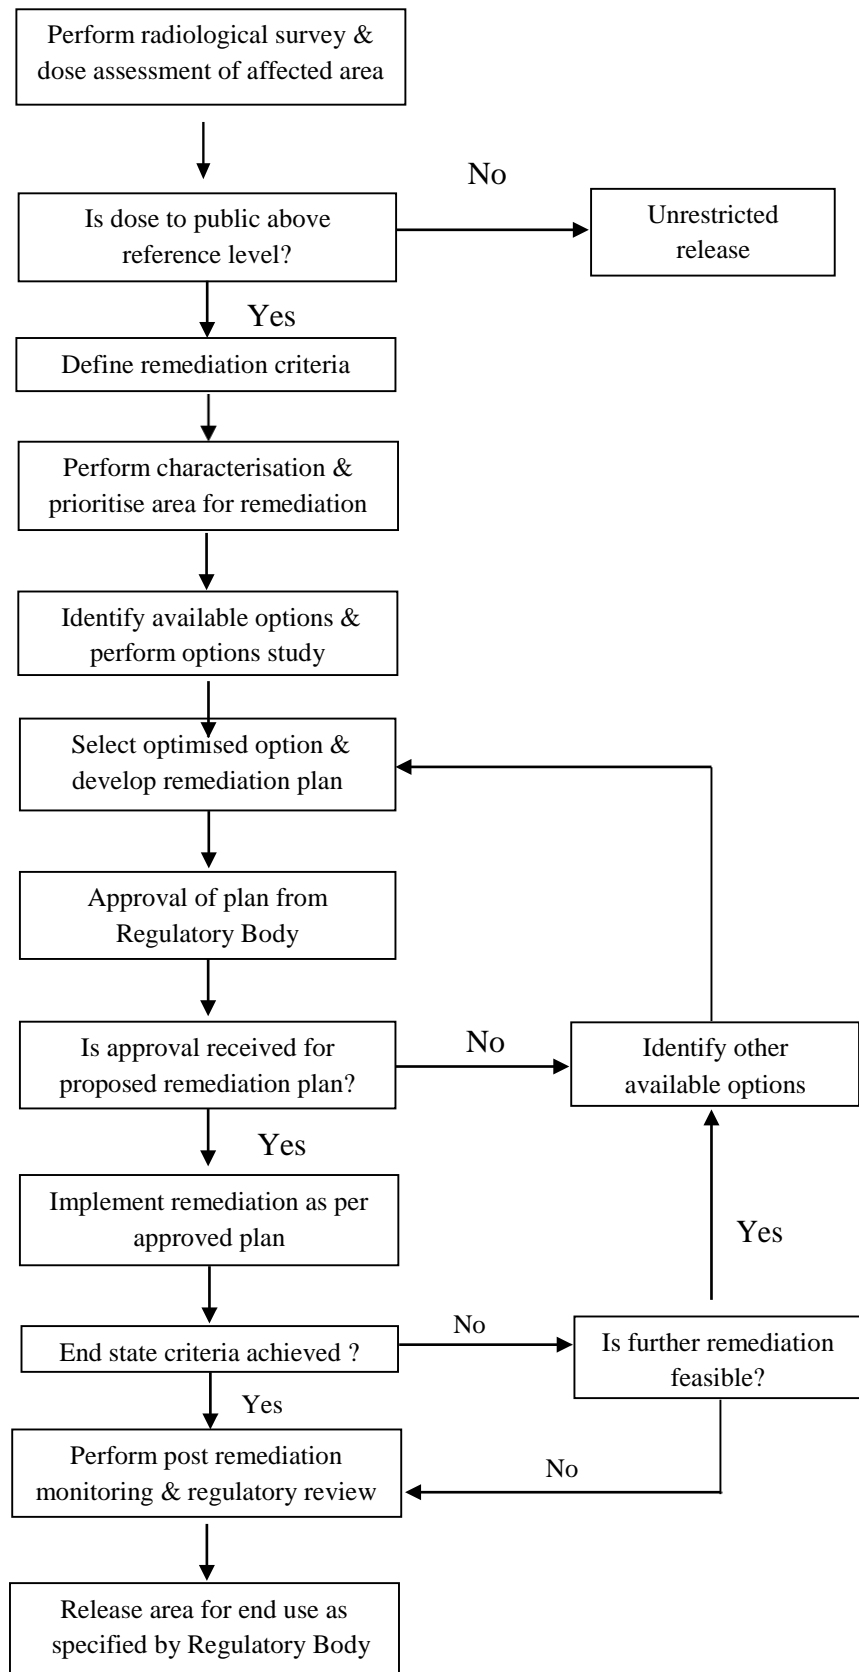 Perform radiological survey &
dose assessment of affected area
No
Is dose to public above
reference level?
Unrestricted
release
Yes
Define remediation criteria
Perform characterisation &
prioritise area for remediation
Identify available options &
perform options study
Select optimised option &
develop remediation plan
Approval of plan from
Regulatory Body
Is approval received for
proposed remediation plan?
No
Identify other
available options
Yes
Implement remediation as per
approved plan
Yes
End state criteria achieved ?
No
Is further remediation
feasible?
Yes
Perform post remediation
monitoring & regulatory review
No
Release area for end use as
specified by Regulatory Body